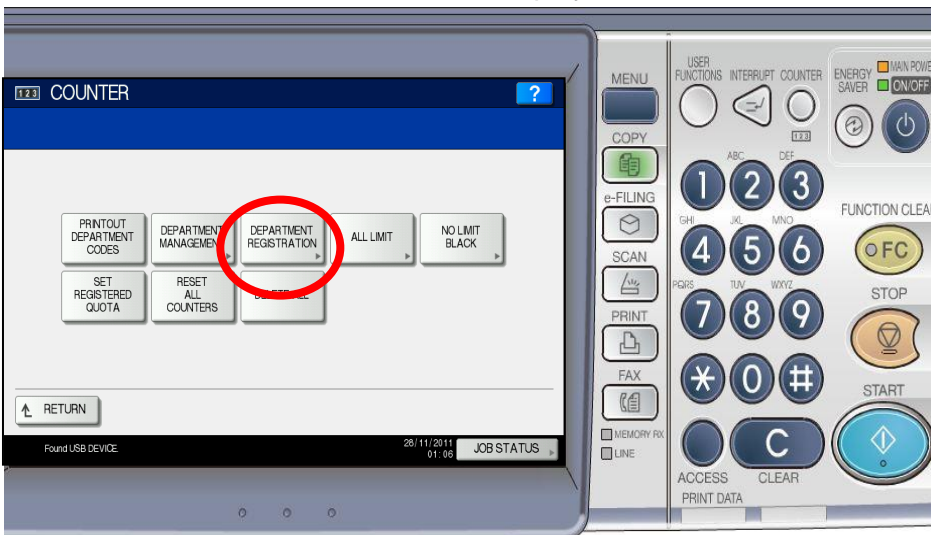 123 COUNTER
?
PRINTOUT
DEPARTMENT
CODES
DEPARTMENT
MANAGEMENT
DEPARTMENT
REGISTRATION
ALL LIMIT
NO LIMIT
BLACK
SET
REGISTERED
QUOTA
RESET
ALL
COUNTERS
RETURN
Found USB DEVICE.
28/11/2011
01:06
JOB STATUS
MENU
COPY
e-FILING
SCAN
PRINT
FAX
MEMORY RX
LINE
USER
FUNCTIONS
INTERRUPT
COUNTER
123
ENERGY
SAVER
MAIN POWE
ON/OFF
ABC
DEF
1
2
3
GHI
JKL
MNO
4
5
6
PQRS
TUV
WXYZ
7
8
9
*
0
#
ACCESS
C
CLEAR
PRINT DATA
FUNCTION CLEA
FC
STOP
START